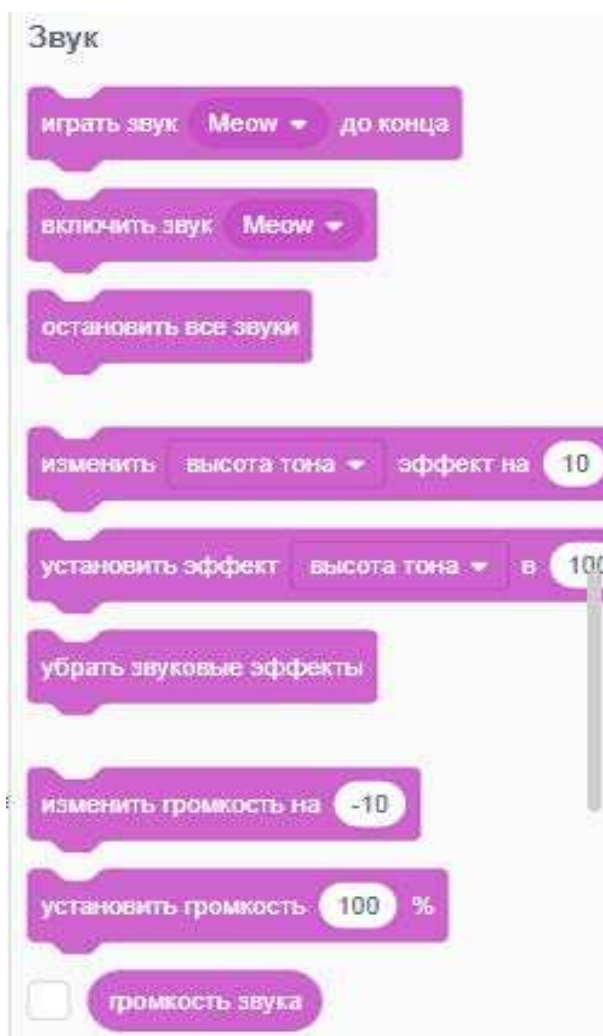 Звук
играть звук Meow до конца
включить звук Meow
остановить все звуки
изменить высота тона эффект на 10
установить эффект высота тона в 100
убрать звуковые эффекты
изменить громкость на -10
установить громкость 100 %
громкость звука